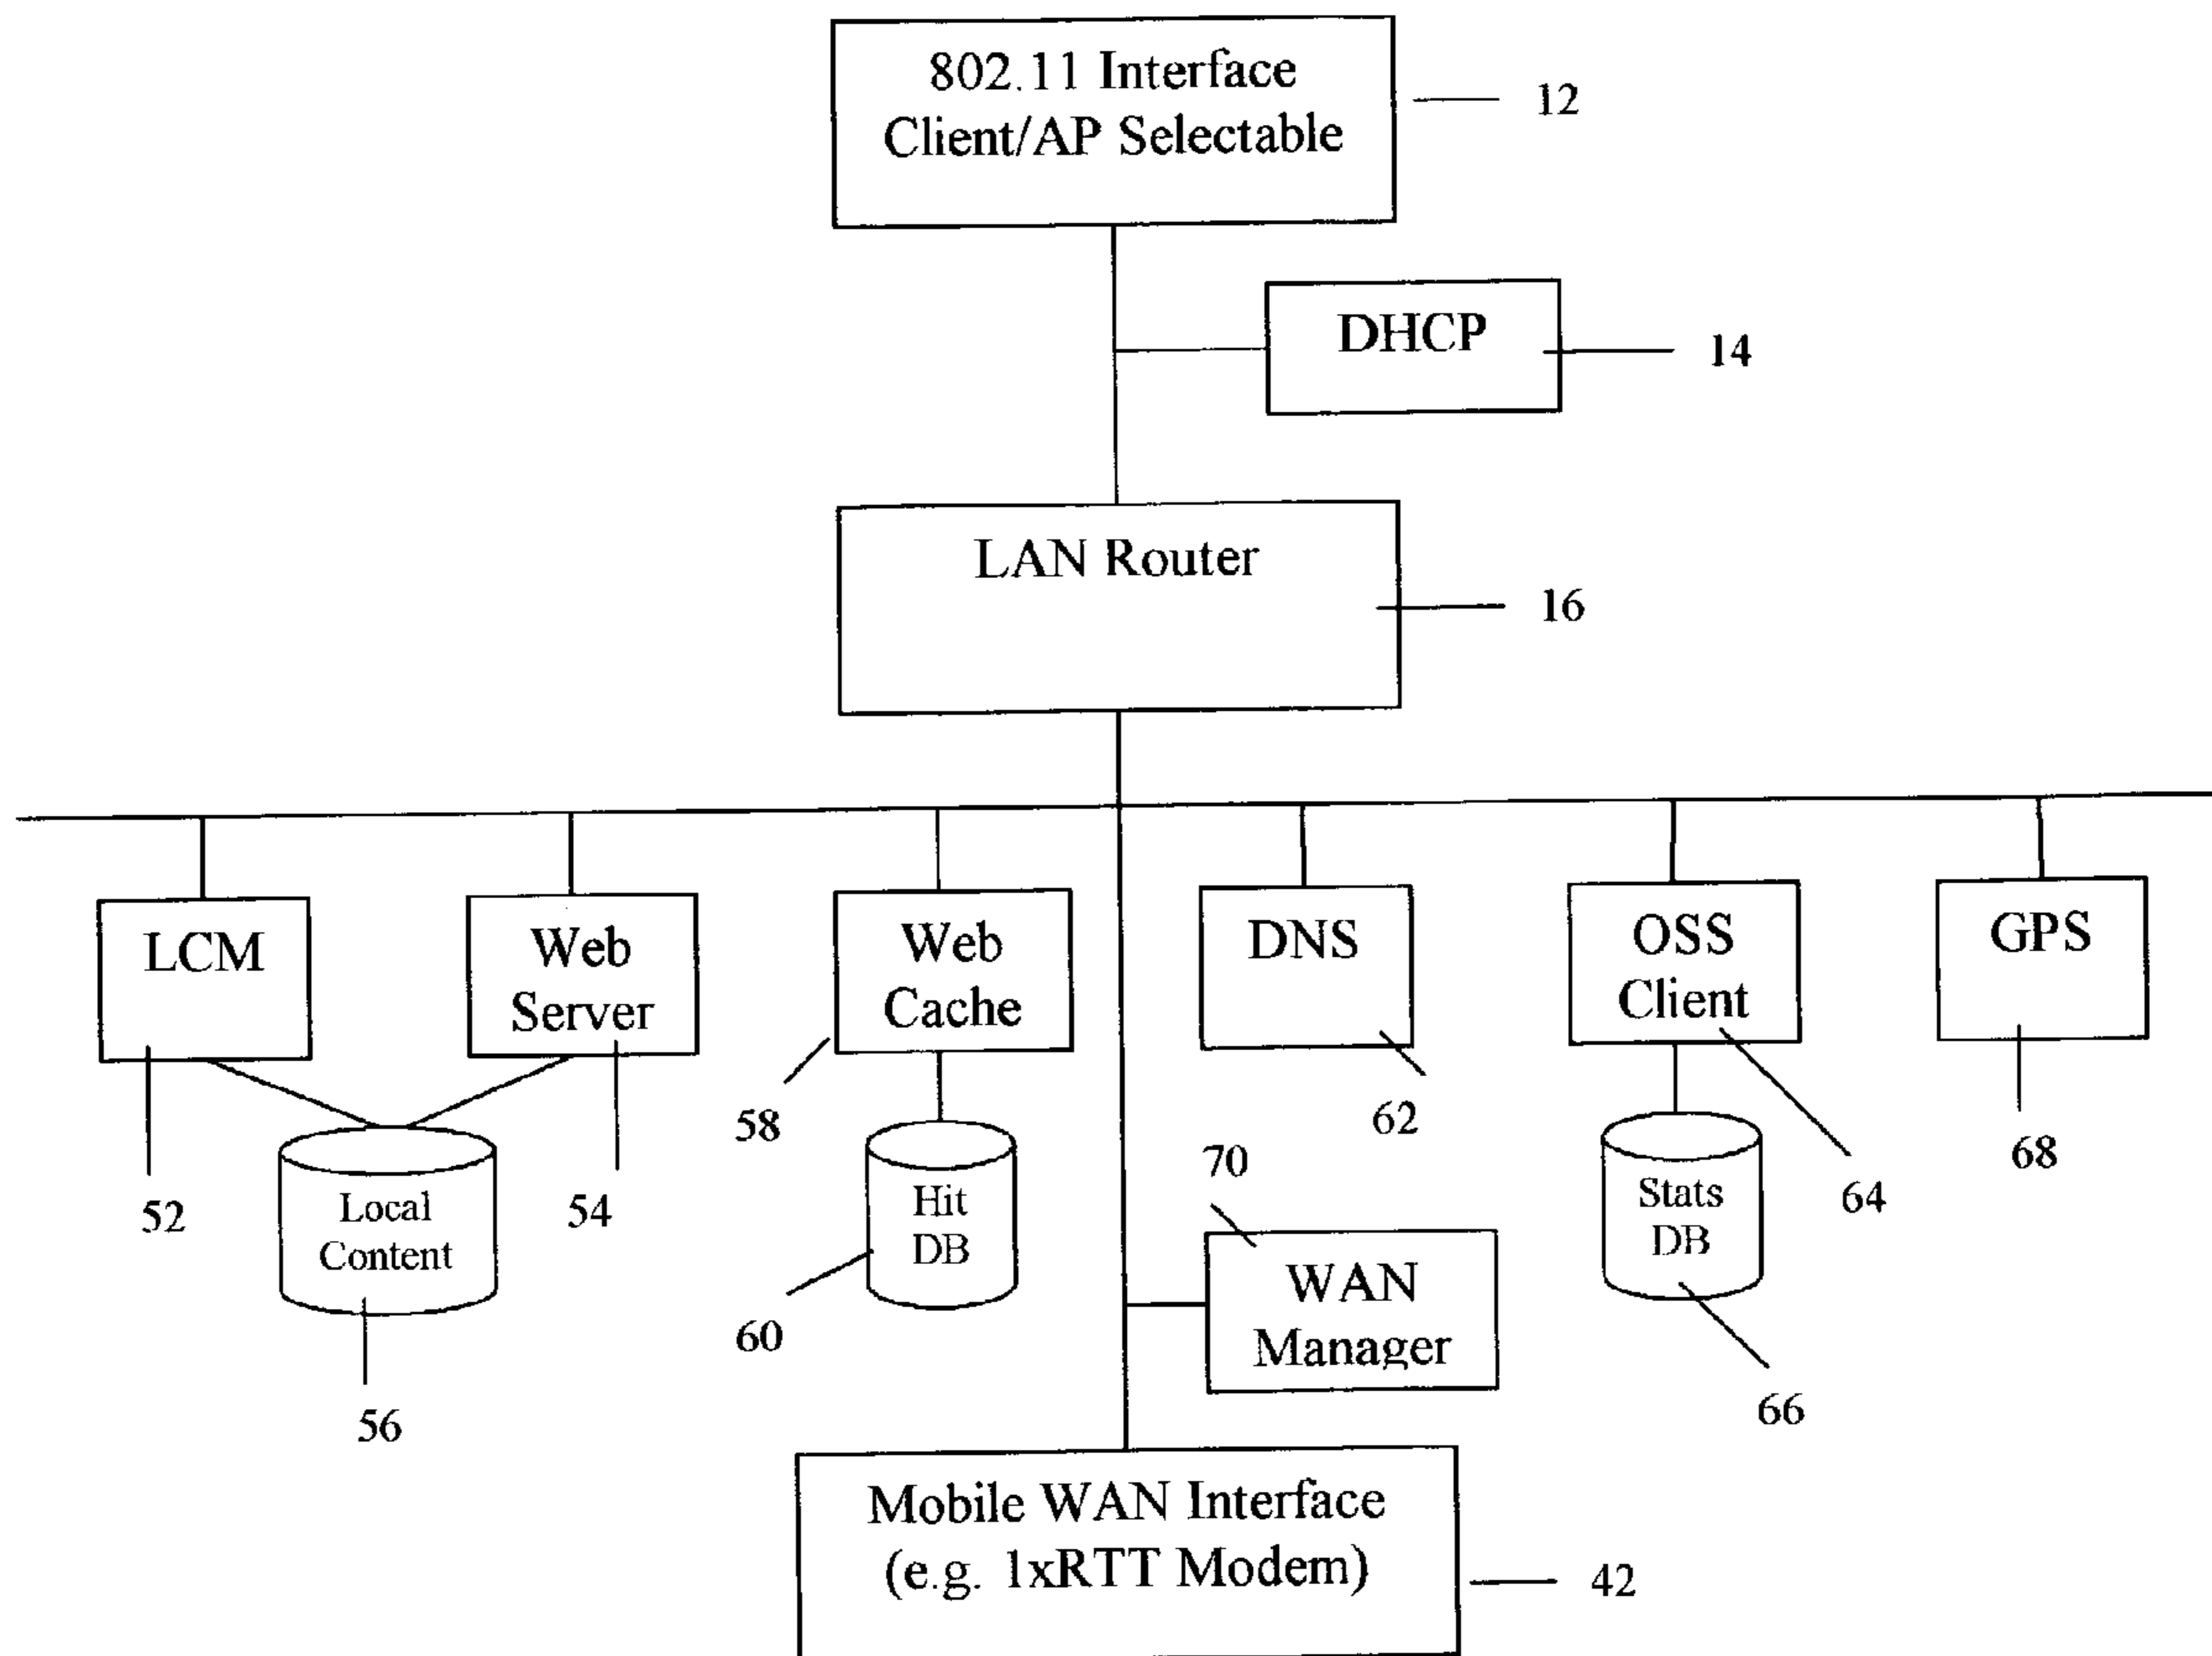 802.11 Interface
Client/AP Selectable
12
DHCP
14
LAN Router
16
LCM
Web
Server
Web
Cache
DNS
OSS
Client
GPS
52
54
58
62
64
68
Local
Content
56
Hit
DB
60
70
WAN
Manager
Stats
DB
66
Mobile WAN Interface
(e.g. 1xRTT Modem)
42